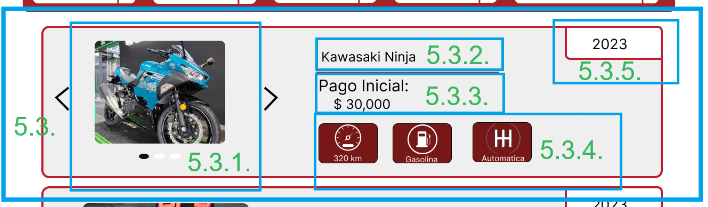 2023
Kawasaki Ninja 5.3.2.
5.3.5.
Pago Inicial:
$ 30,000
5.3.3.
5.3.
320 km
Gasolina
Automatica
5.3.4.
5.3.1.
2023